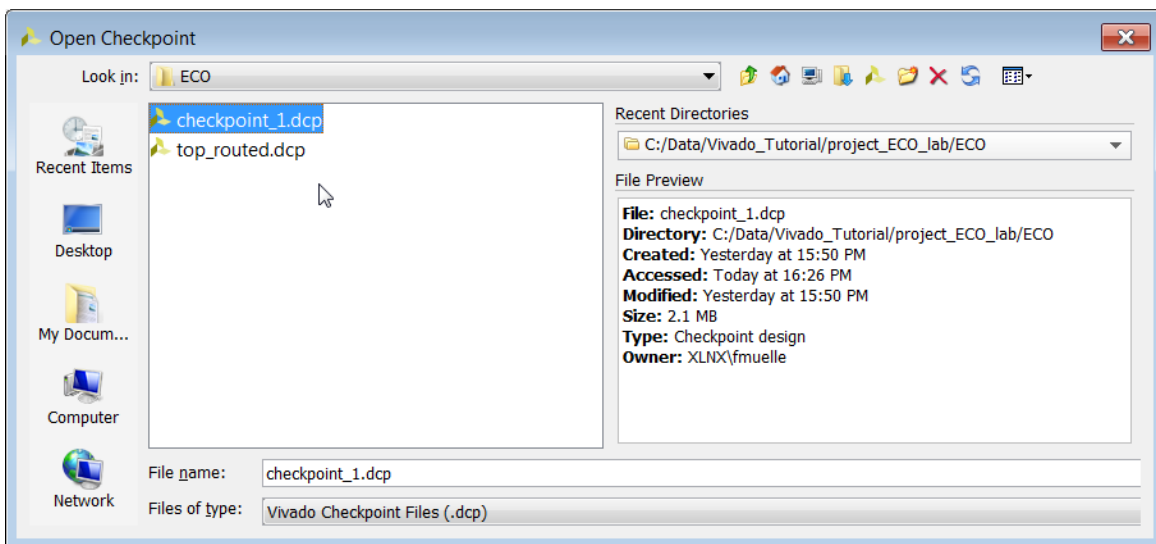 Open Checkpoint
Look in: ECO
Recent Items
Desktop
My Docum...
Computer
Network
checkpoint_1.dcp
top_routed.dcp
Recent Directories
C:/Data/Vivado_Tutorial/project_ECO_lab/ECO
File Preview
File: checkpoint_1.dcp
Directory: C:/Data/Vivado_Tutorial/project_ECO_lab/ECO
Created: Yesterday at 15:50 PM
Accessed: Today at 16:26 PM
Modified: Yesterday at 15:50 PM
Size: 2.1 MB
Type: Checkpoint design
Owner: XLNX\fmuelle
File name: checkpoint_1.dcp
Files of type: Vivado Checkpoint Files (.dcp)